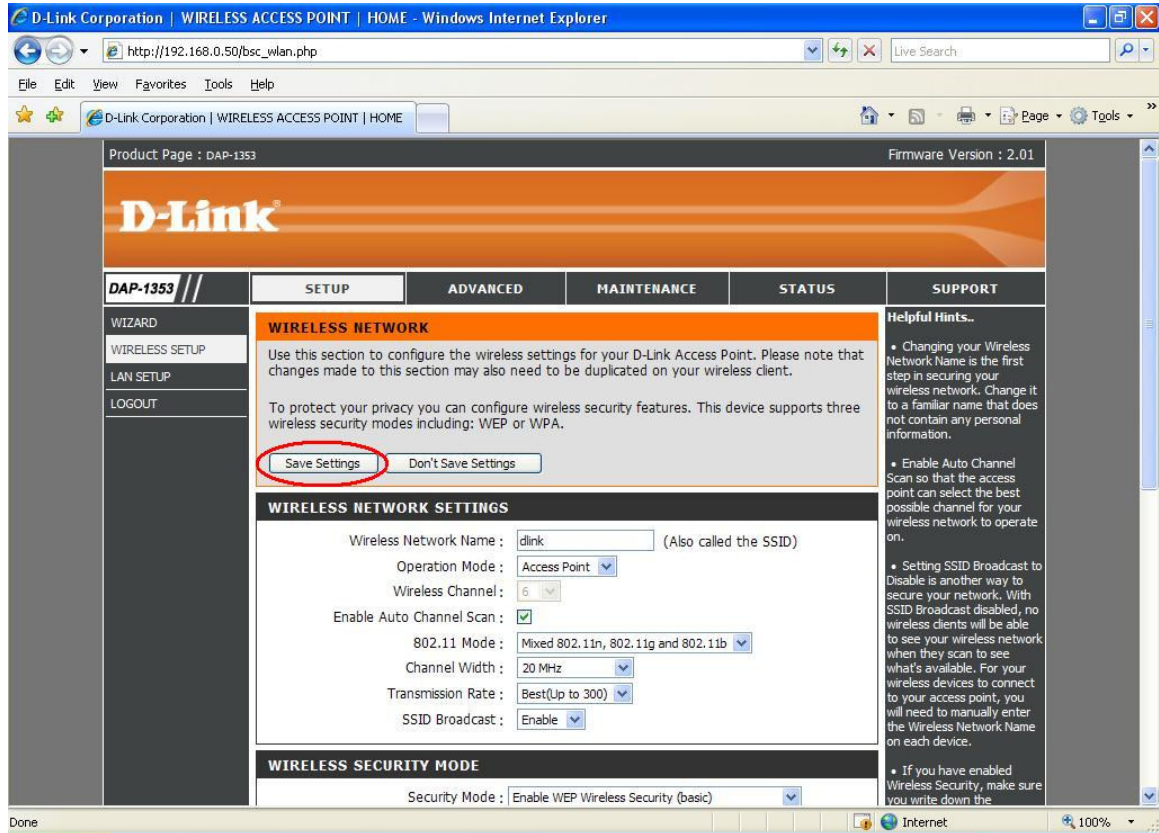 D-Link Corporation | WIRELESS ACCESS POINT | HOME - Windows Internet Explorer
http://192.168.0.50/bsc_wlan.php
Live Search
File Edit View Favorites Tools Help
D-Link Corporation | WIRELESS ACCESS POINT | HOME
Page Tools »
Product Page : DAP-1353
Firmware Version : 2.01
D-Link®
DAP-1353 ///
SETUP
ADVANCED
MAINTENANCE
STATUS
SUPPORT
WIZARD
WIRELESS SETUP
LAN SETUP
LOGOUT
WIRELESS NETWORK
Use this section to configure the wireless settings for your D-Link Access Point. Please note that
changes made to this section may also need to be duplicated on your wireless client.
To protect your privacy you can configure wireless security features. This device supports three
wireless security modes including: WEP or WPA.
Save Settings
Don't Save Settings
WIRELESS NETWORK SETTINGS
Wireless Network Name : dlink (Also called the SSID)
Operation Mode : Access Point
Wireless Channel : 6
Enable Auto Channel Scan :
802.11 Mode : Mixed 802.11n, 802.11g and 802.11b
Channel Width : 20 MHz
Transmission Rate : Best(Up to 300)
SSID Broadcast : Enable
WIRELESS SECURITY MODE
Security Mode : Enable WEP Wireless Security (basic)
Helpful Hints..
• Changing your Wireless
Network Name is the first
step in securing your
wireless network. Change it
to a familiar name that does
not contain any personal
information.
• Enable Auto Channel
Scan so that the access
point can select the best
possible channel for your
wireless network to operate
on.
• Setting SSID Broadcast to
Disable is another way to
secure your network. With
SSID Broadcast disabled, no
wireless clients will be able
to see your wireless network
when they scan to see
what's available. For your
wireless devices to connect
to your access point, you
will need to manually enter
the Wireless Network Name
on each device.
• If you have enabled
Wireless Security, make sure
you write down the
Done
Internet
100%